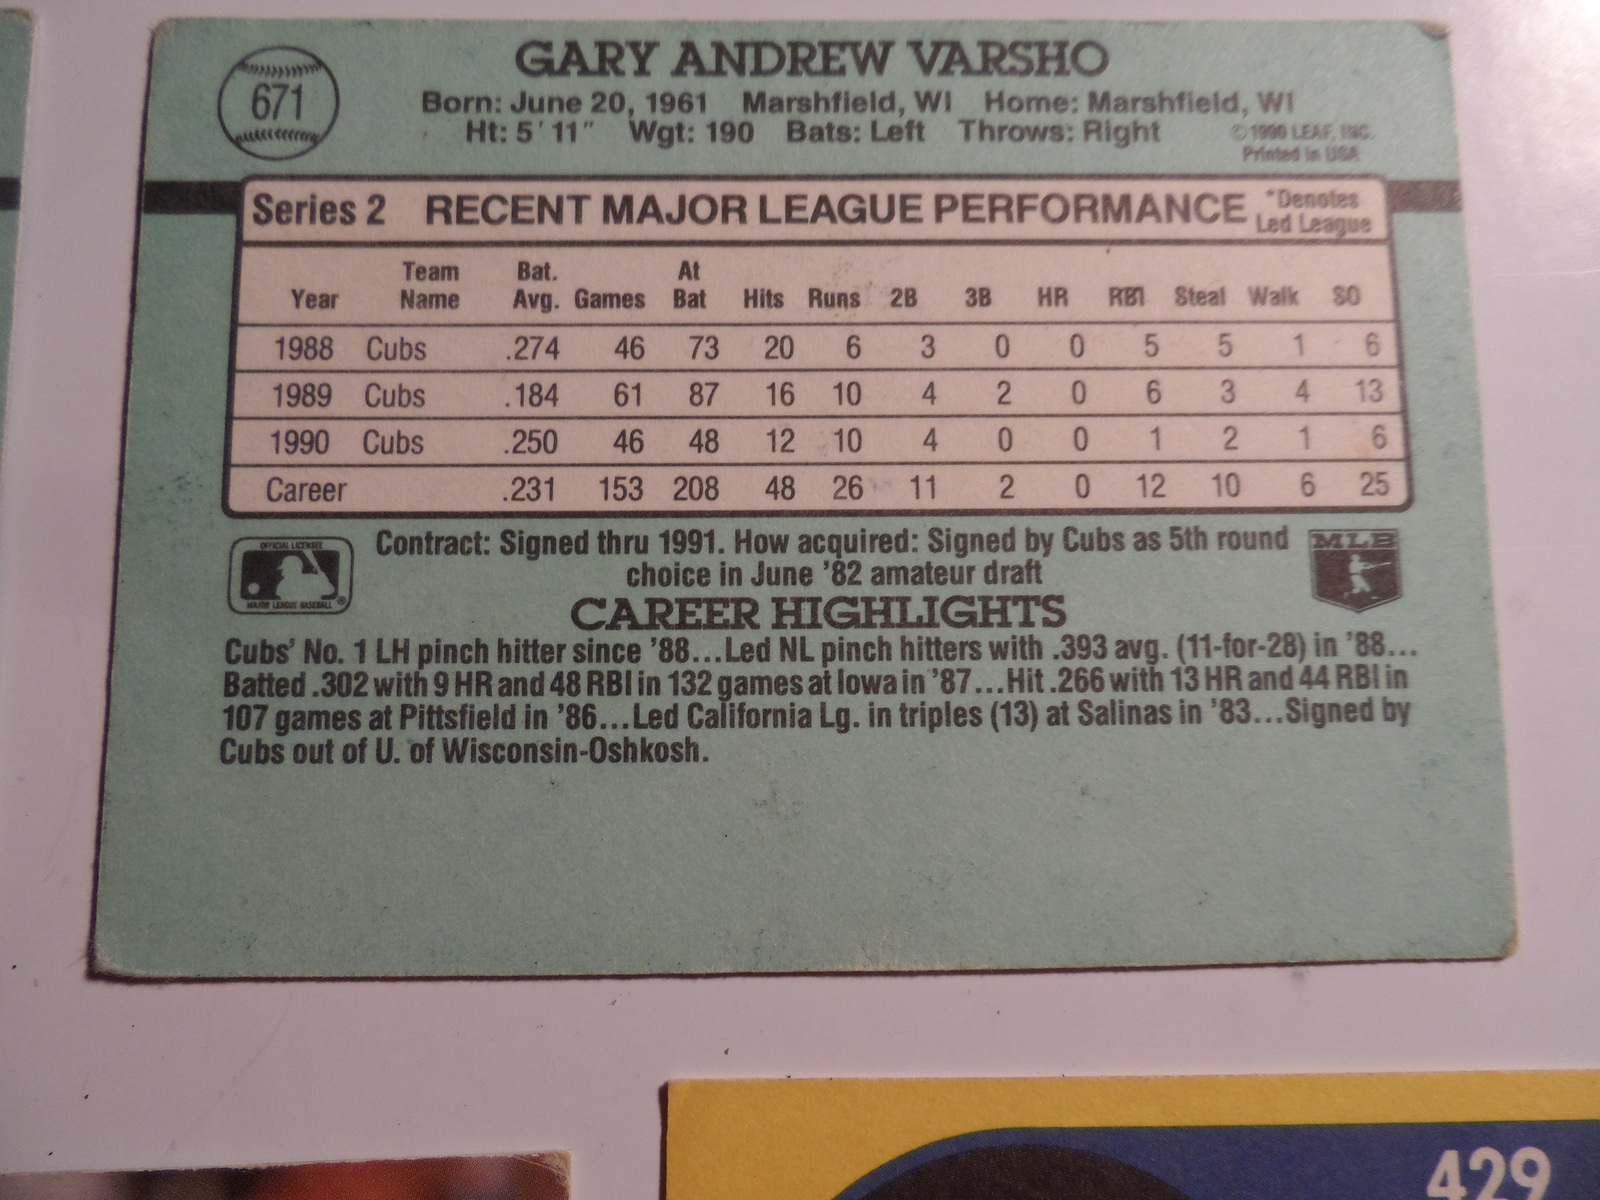 671
GARY ANDREW VARSHO
Born: June 20, 1961 Marshfield, WI Home: Marshfield, WI
Ht: 5' 11" Wgt: 190 Bats: Left Throws: Right
©1990 LEAF, INC.
Printed in USA
Series 2 RECENT MAJOR LEAGUE PERFORMANCE *Denotes Led League
Year Team Name Bat. Avg. Games At Bat Hits Runs 2B 3B HR RBI Steal Walk SO
1988 Cubs .274 46 73 20 6 3 0 0 5 5 1 6
1989 Cubs .184 61 87 16 10 4 2 0 6 3 4 13
1990 Cubs .250 46 48 12 10 4 0 0 1 2 1 6
Career .231 153 208 48 26 11 2 0 12 10 6 25
OFFICIAL LICENSEE
MAJOR LEAGUE BASEBALL ®
Contract: Signed thru 1991. How acquired: Signed by Cubs as 5th round
choice in June '82 amateur draft
MLB
CAREER HIGHLIGHTS
Cubs' No. 1 LH pinch hitter since '88...Led NL pinch hitters with .393 avg. (11-for-28) in '88...
Batted .302 with 9 HR and 48 RBI in 132 games at Iowa in '87...Hit .266 with 13 HR and 44 RBI in
107 games at Pittsfield in '86...Led California Lg. in triples (13) at Salinas in '83...Signed by
Cubs out of U. of Wisconsin-Oshkosh.
429